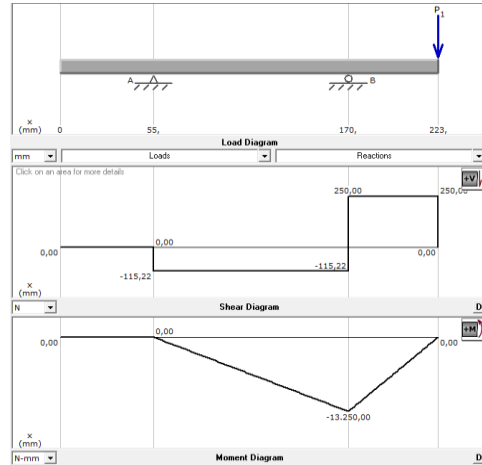 P1
A B
x
(mm) 0 55, 170, 223,
Load Diagram
mm Loads Reactions
Click on an area for more details
+V
250,00 250,00
0,00 0,00 0,00
-115,22 -115,22
x
(mm)
N Shear Diagram D
+M
0,00 0,00 0,00
-13.250,00
x
(mm)
N-mm Moment Diagram D